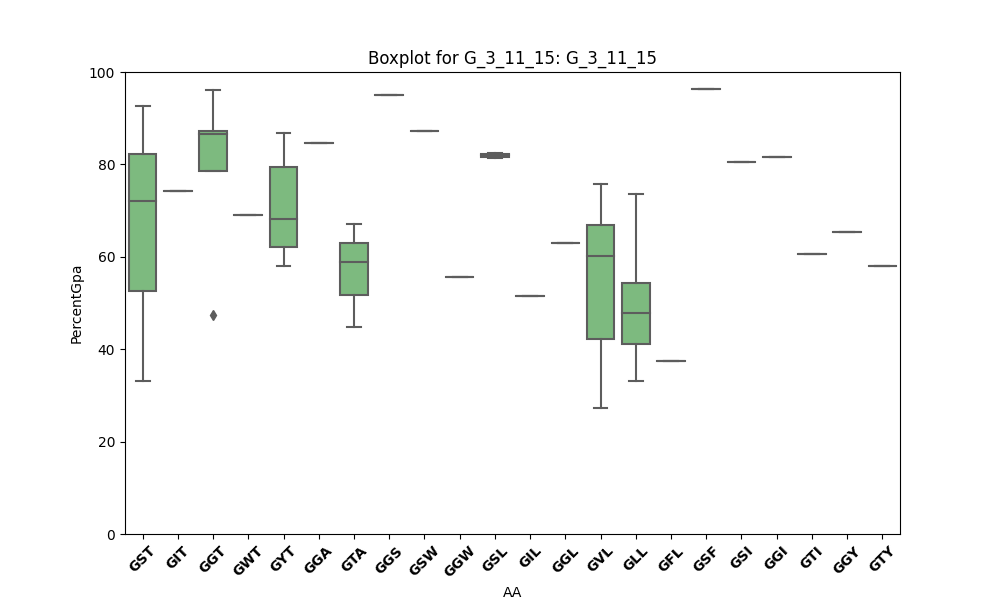 Boxplot for G_3_11_15: G_3_11_15
100
80
60
40
20
0
PercentGpa
GST GIT GGT GWT GYT GGA GTA GGS GSW GGW GSL GIL GGL GVL GLL GFL GSF GSI GGI GTI GGY GTY
AA